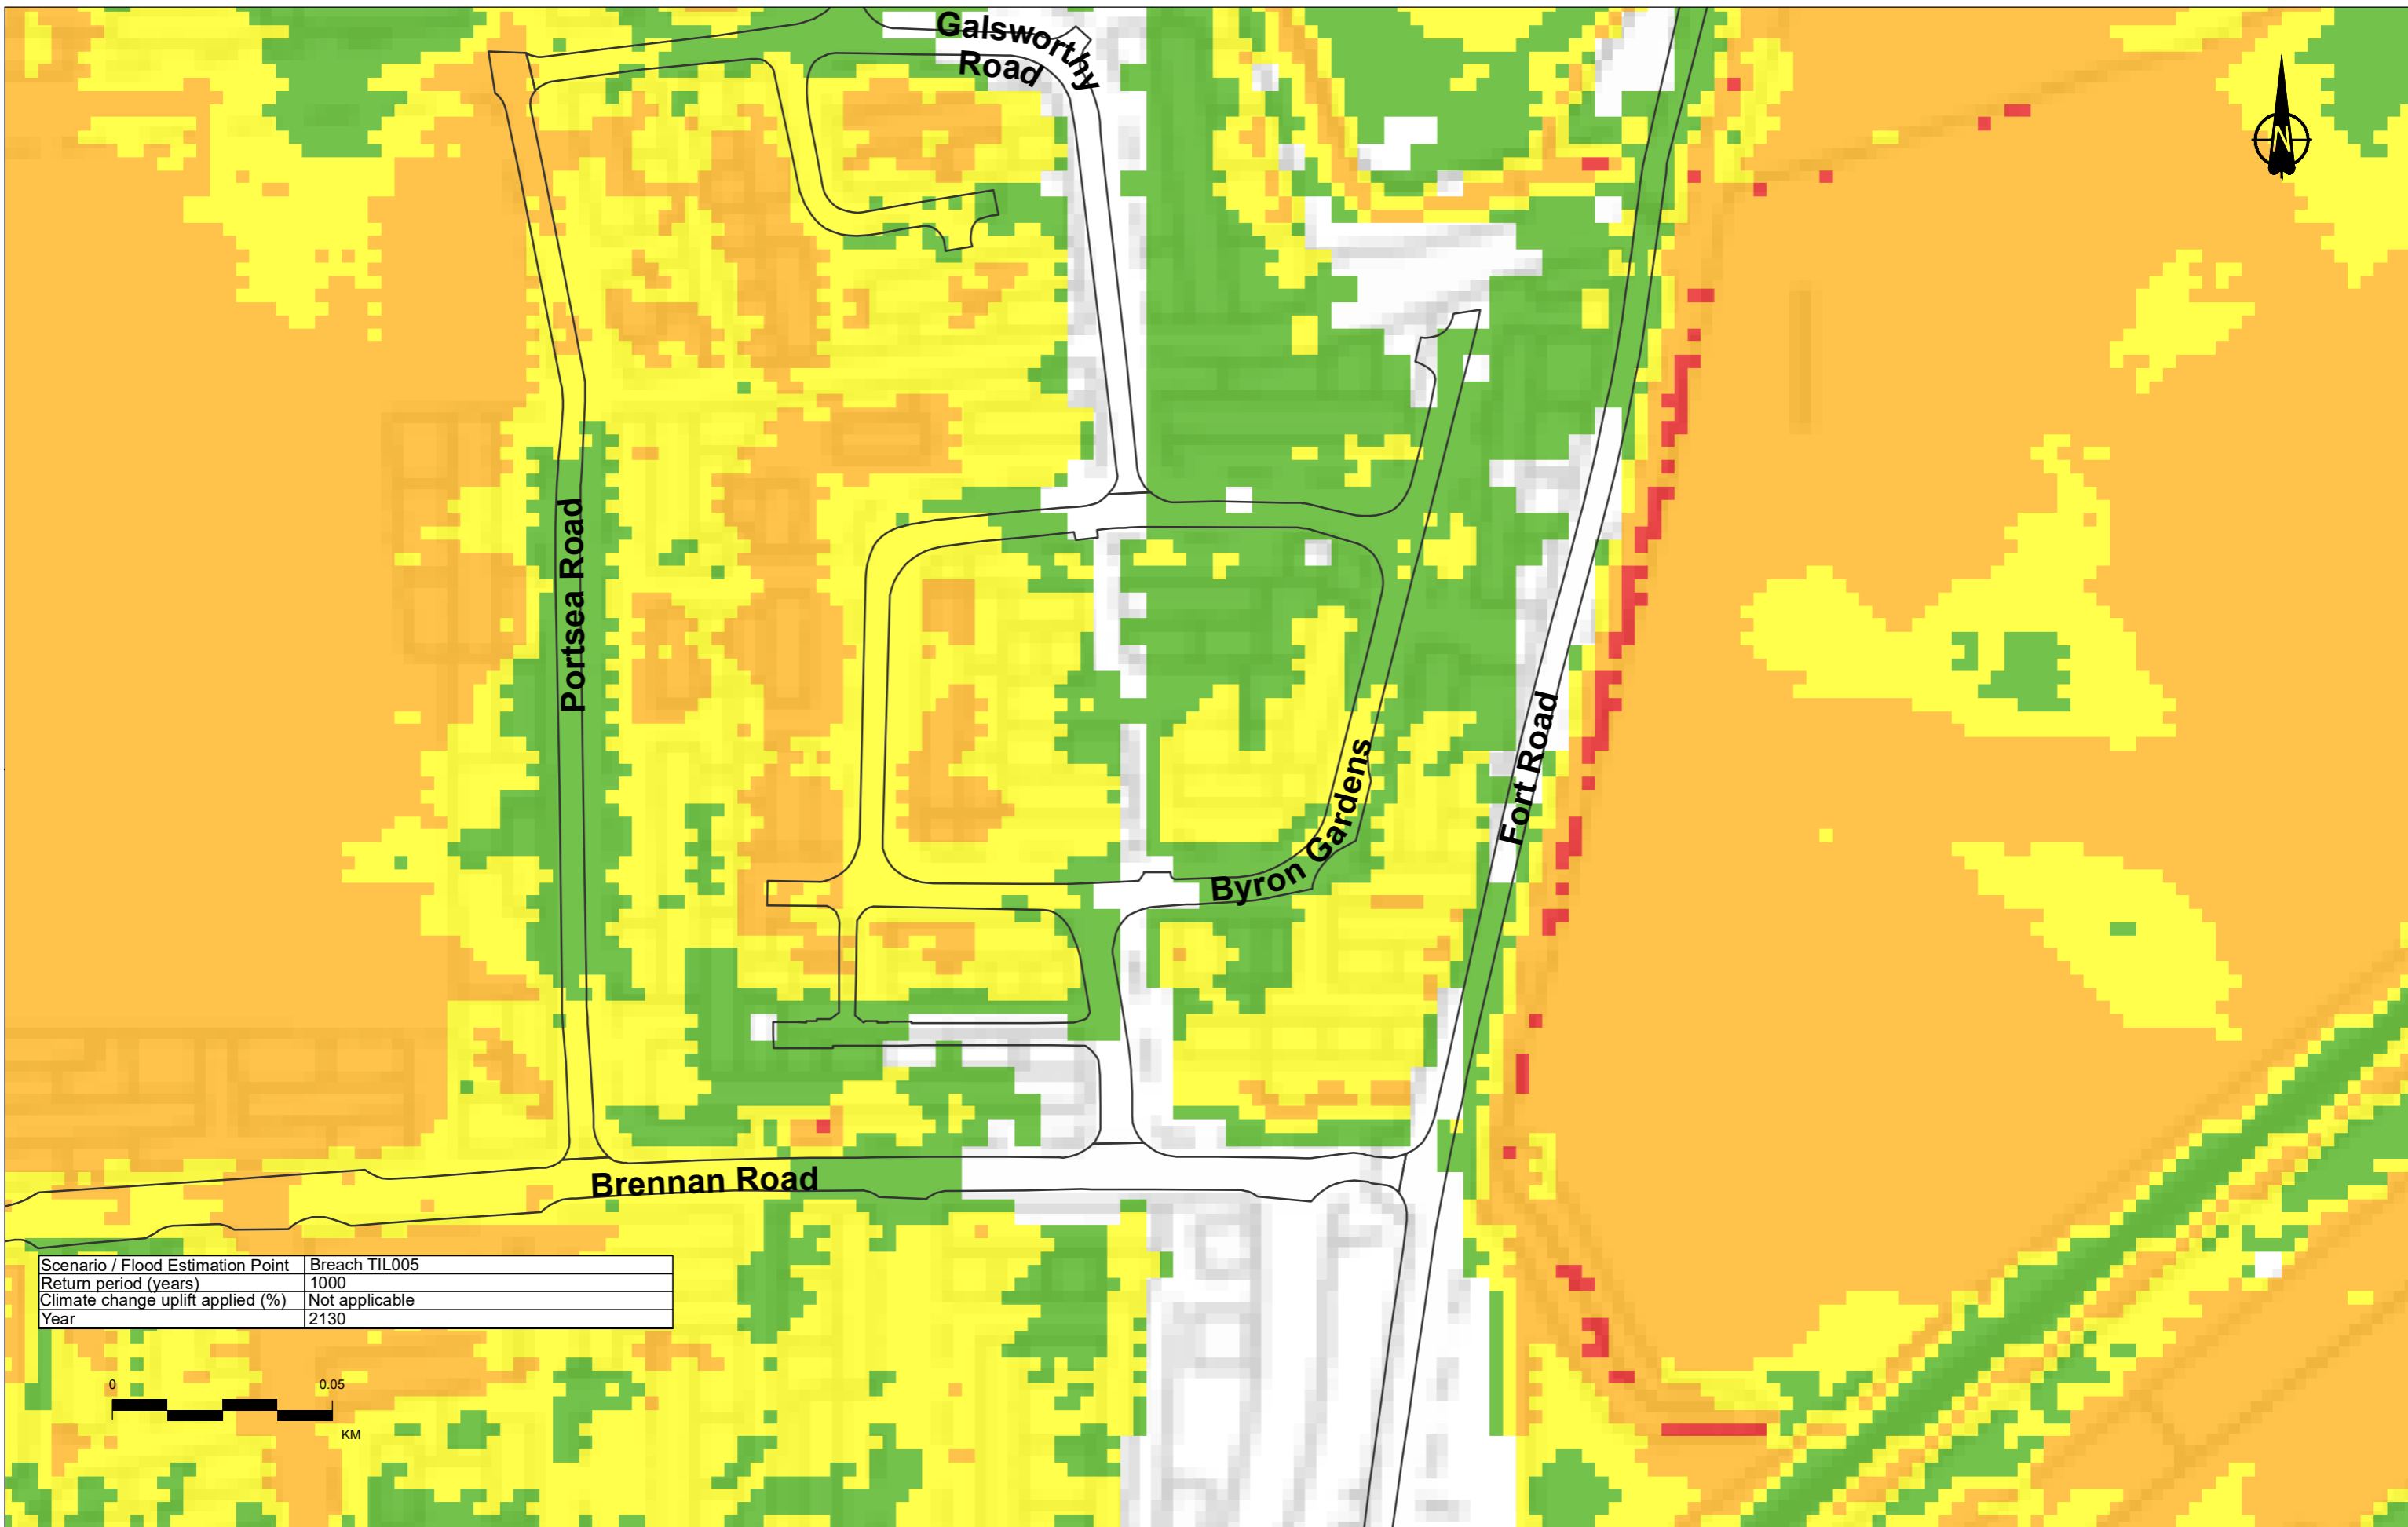 Galsworthy
Road
N
Portsea Road
Fort Road
Byron Gardens
Brennan Road
Scenario / Flood Estimation Point Breach TIL005
Return period (years) 1000
Climate change uplift applied (%) Not applicable
Year 2130
0 0.05
KM